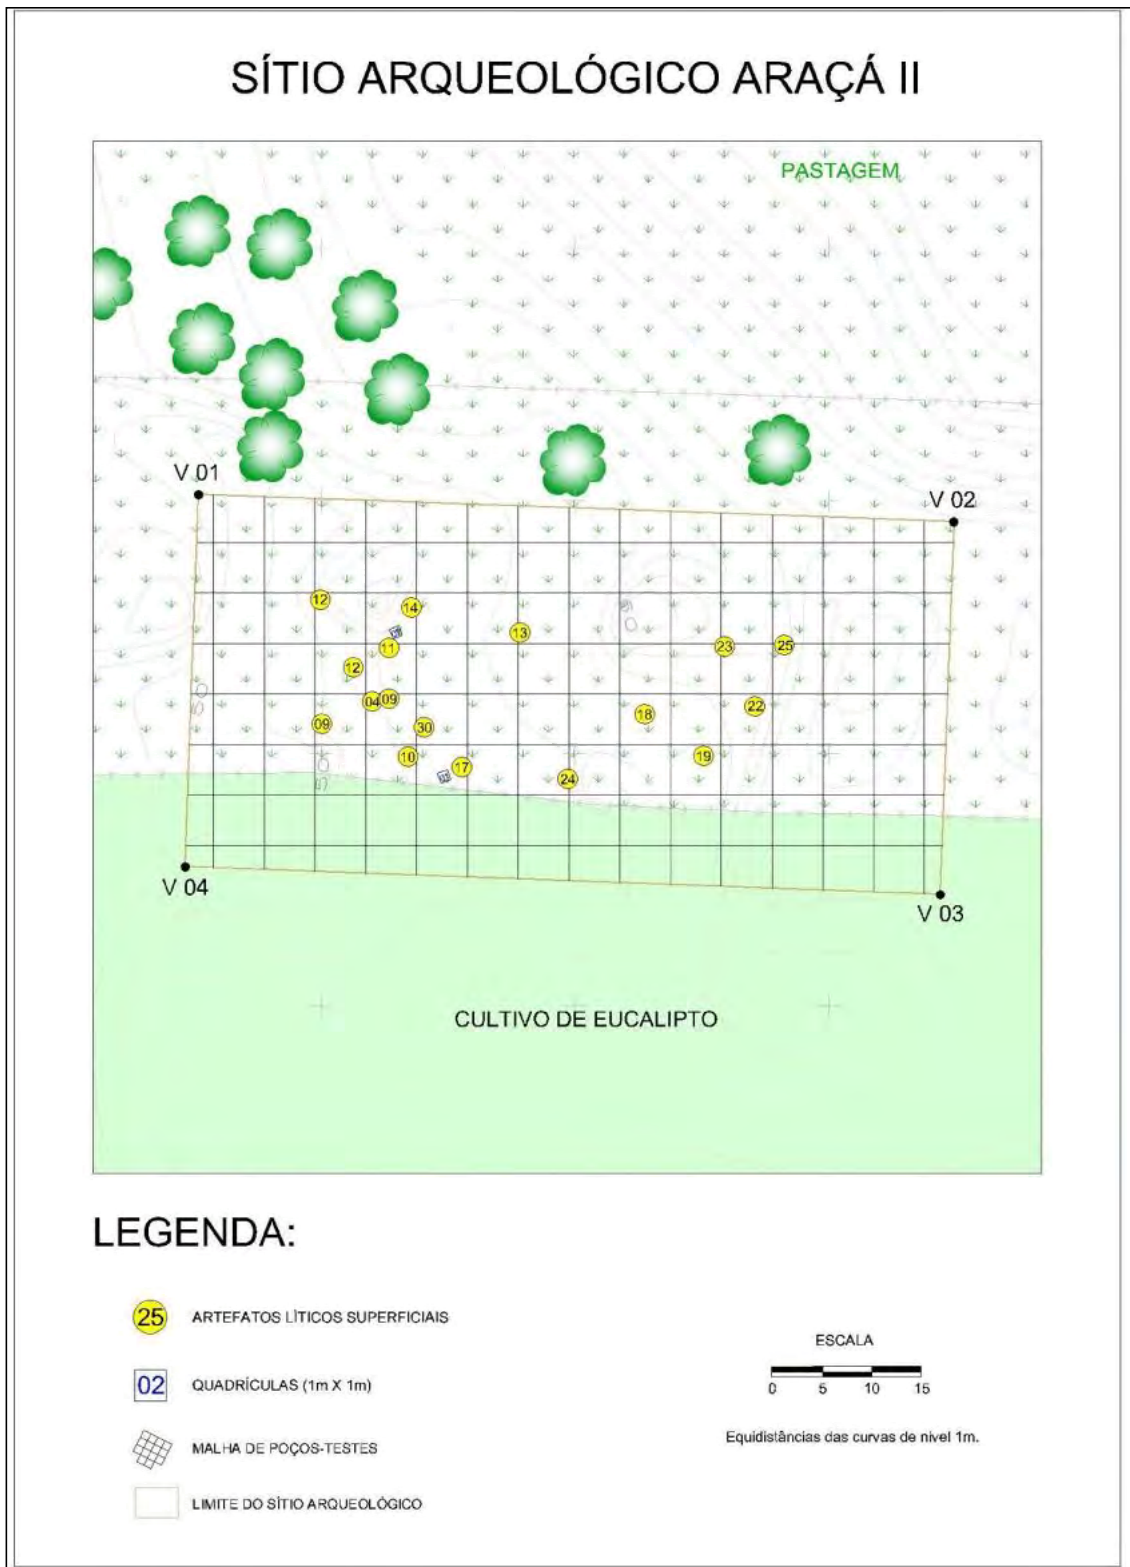 SÍTIO ARQUEOLÓGICO ARAÇÁ II
PASTAGEM
V 01
V 02
12
14
13
11
23
25
12
04
09
22
09
30
18
10
17
24
19
50
50
50
V 04
V 03
CULTIVO DE EUCALIPTO
LEGENDA:
25 ARTEFATOS LÍTICOS SUPERFICIAIS
02 QUADRÍCULAS (1m X 1m)
MALHA DE POÇOS-TESTES
LIMITE DO SÍTIO ARQUEOLÓGICO
ESCALA
0 5 10 15
Equidistâncias das curvas de nível 1m.